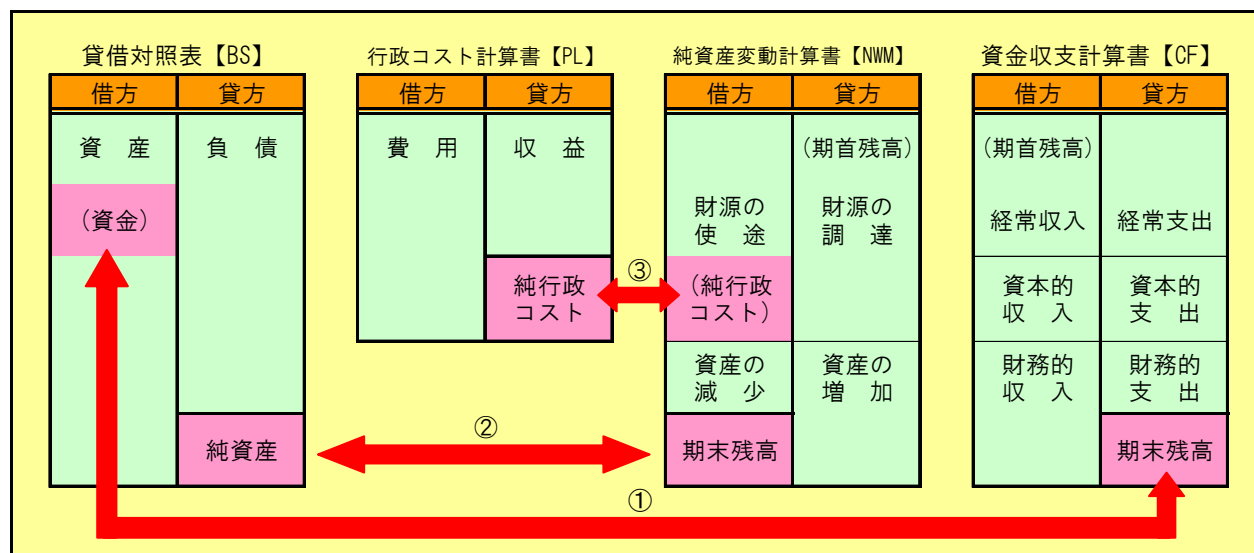 貸借対照表【BS】
借方 貸方
資 産 負 債
(資金)
純資産
行政コスト計算書【PL】
借方 貸方
費 用 収 益
純行政
コスト
③
純資産変動計算書【NWM】
借方 貸方
(期首残高)
財源の 財源の
使 途 調 達
(純行政
コスト)
資産の 資産の
減 少 増 加
期末残高
②
資金収支計算書【CF】
借方 貸方
(期首残高)
経常収入 経常支出
資本的 資本的
収 入 支 出
財務的 財務的
収 入 支 出
期末残高
①